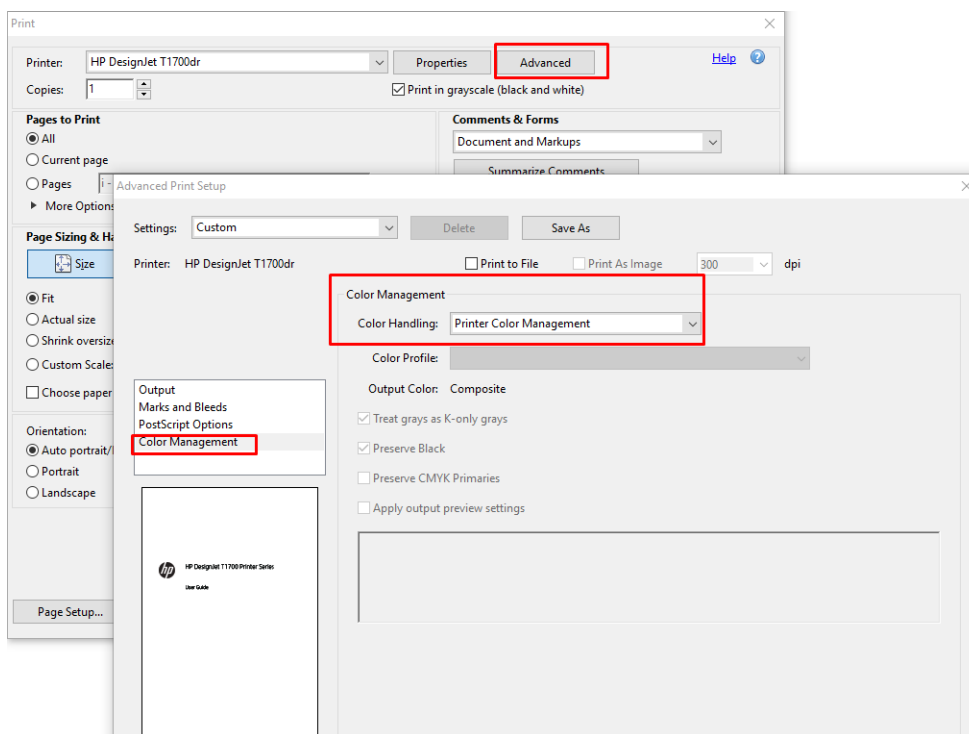 Print
Printer: HP DesignJet T1700dr Properties Advanced Help ?
Copies: 1 Print in grayscale (black and white)
Pages to Print
All
Current page
Pages
More Options
Comments & Forms
Document and Markups
Summarize Comments
Page Sizing & Ha
Size
Fit
Actual size
Shrink oversize
Custom Scale:
Choose paper
Orientation:
Auto portrait/
Portrait
Landscape
Page Setup...
Advanced Print Setup
Settings: Custom Delete Save As
Printer: HP DesignJet T1700dr Print to File Print As Image 300 dpi
Output
Marks and Bleeds
PostScript Options
Color Management
Color Management
Color Handling: Printer Color Management
Color Profile:
Output Color: Composite
Treat grays as K-only grays
Preserve Black
Preserve CMYK Primaries
Apply output preview settings
hp HP DesignJet T1700 Printer Series
User Guide